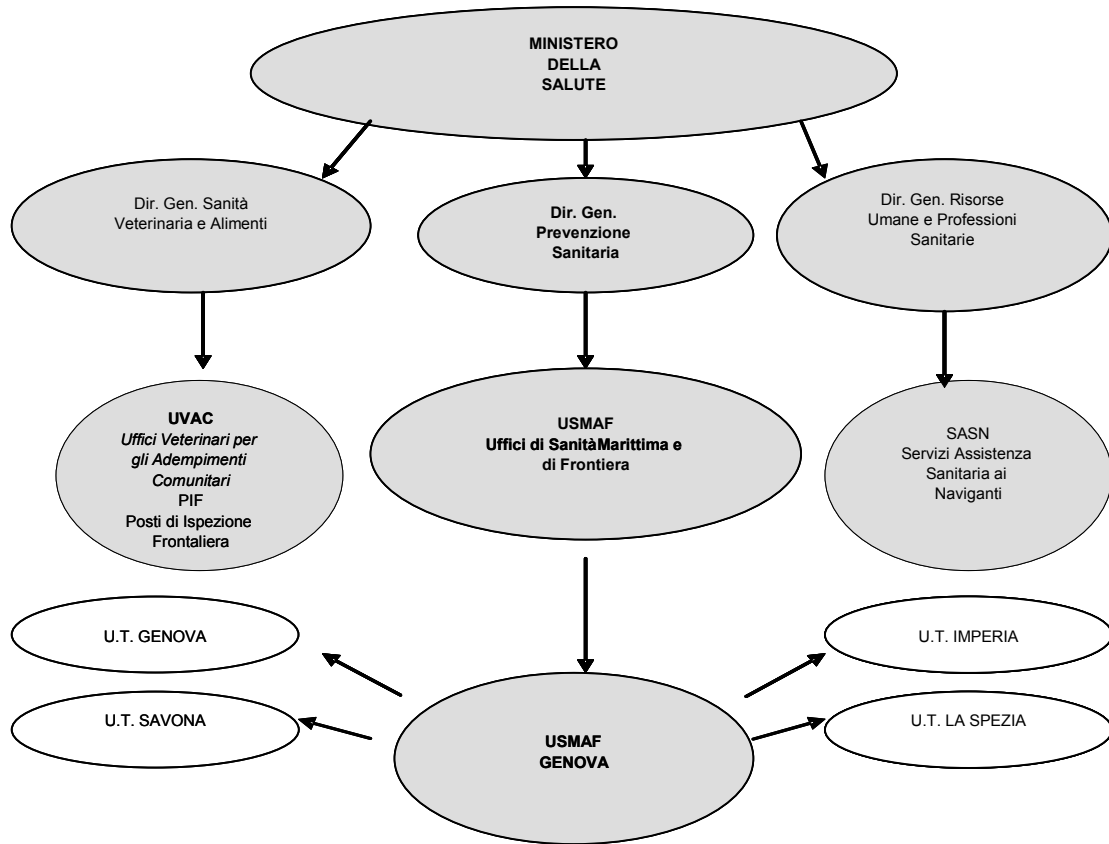 MINISTERO
DELLA
SALUTE
Dir. Gen. Sanità
Veterinaria e Alimenti
Dir. Gen.
Prevenzione
Sanitaria
Dir. Gen. Risorse
Umane e Professioni
Sanitarie
UVAC
Uffici Veterinari per
gli Adempimenti
Comunitari
PIF
Posti di Ispezione
Frontaliera
USMAF
Uffici di SanitàMarittima e
di Frontiera
SASN
Servizi Assistenza
Sanitaria ai
Naviganti
U.T. GENOVA
U.T. IMPERIA
U.T. SAVONA
U.T. LA SPEZIA
USMAF
GENOVA